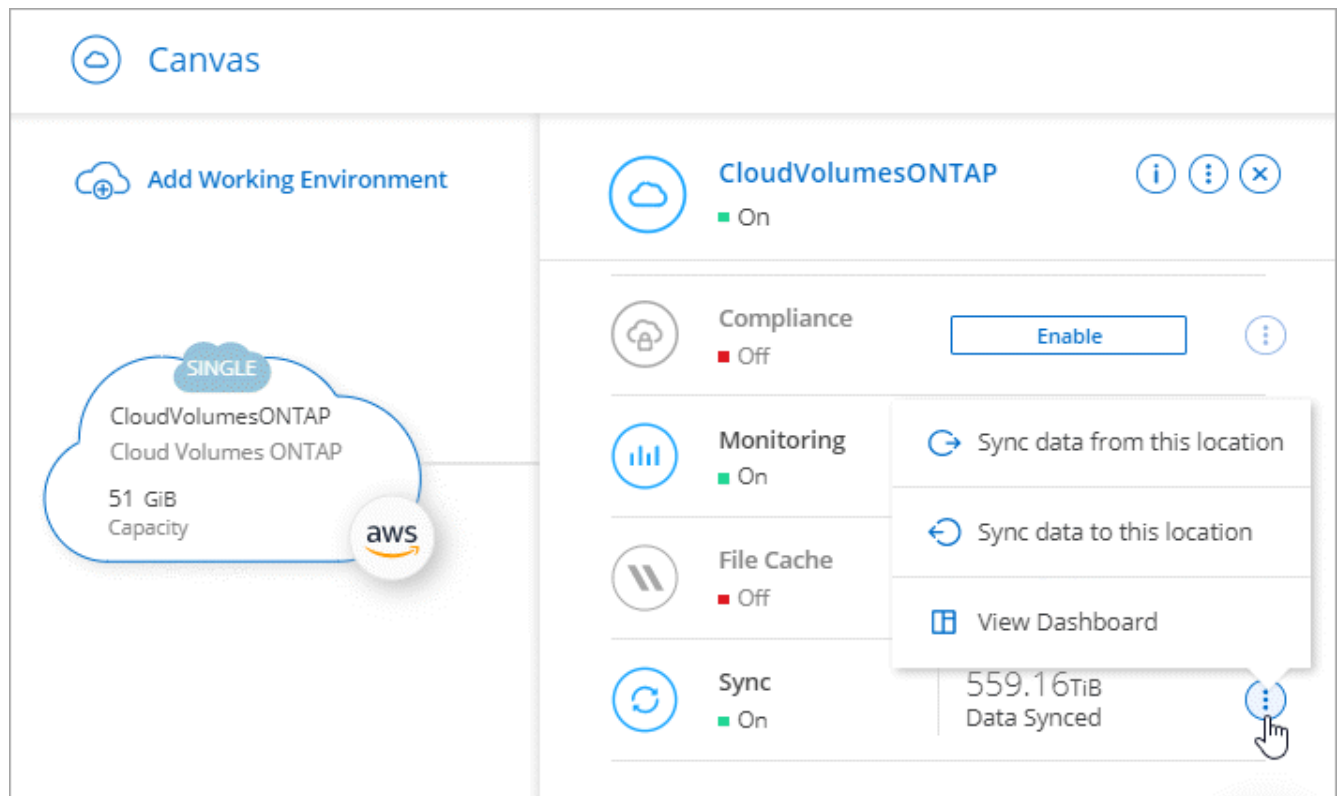 Canvas
Add Working Environment
SINGLE
CloudVolumesONTAP
Cloud Volumes ONTAP
51 GiB
Capacity
aws
CloudVolumesONTAP
On
Compliance
Off
Enable
Monitoring
On
File Cache
Off
Sync
On
559.16TiB
Data Synced
Sync data from this location
Sync data to this location
View Dashboard